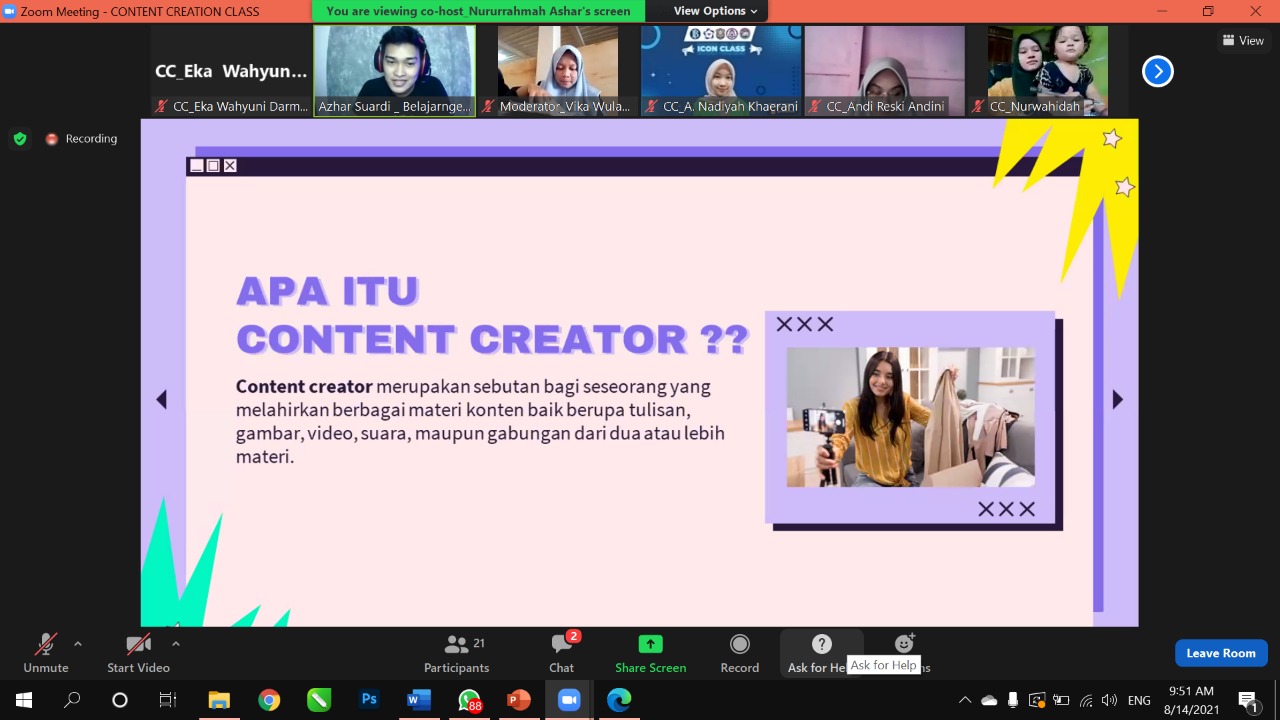 Zoom Meeting - CONTENT CREATION CLASS
You are viewing co-host_Nururrahmah Ashar's screen
View Options
CC_Eka Wahyun...
ICON CLASS
View
CC_Eka Wahyuni Darm...
Azhar Suardi _ Belajarnge...
Moderator_Vika Wula...
CC_A. Nadiyah Khaerani
CC_Andi Reski Andini
CC_Nurwahidah
Recording
APA ITU
CONTENT CREATOR ??
Content creator merupakan sebutan bagi seseorang yang
melahirkan berbagai materi konten baik berupa tulisan,
gambar, video, suara, maupun gabungan dari dua atau lebih
materi.
Unmute
Start Video
Participants
21
Chat
2
Share Screen
Record
Ask for He
Ask for Help
ns
Leave Room
Ps
W
88
P
ENG
9:51 AM
8/14/2021
1